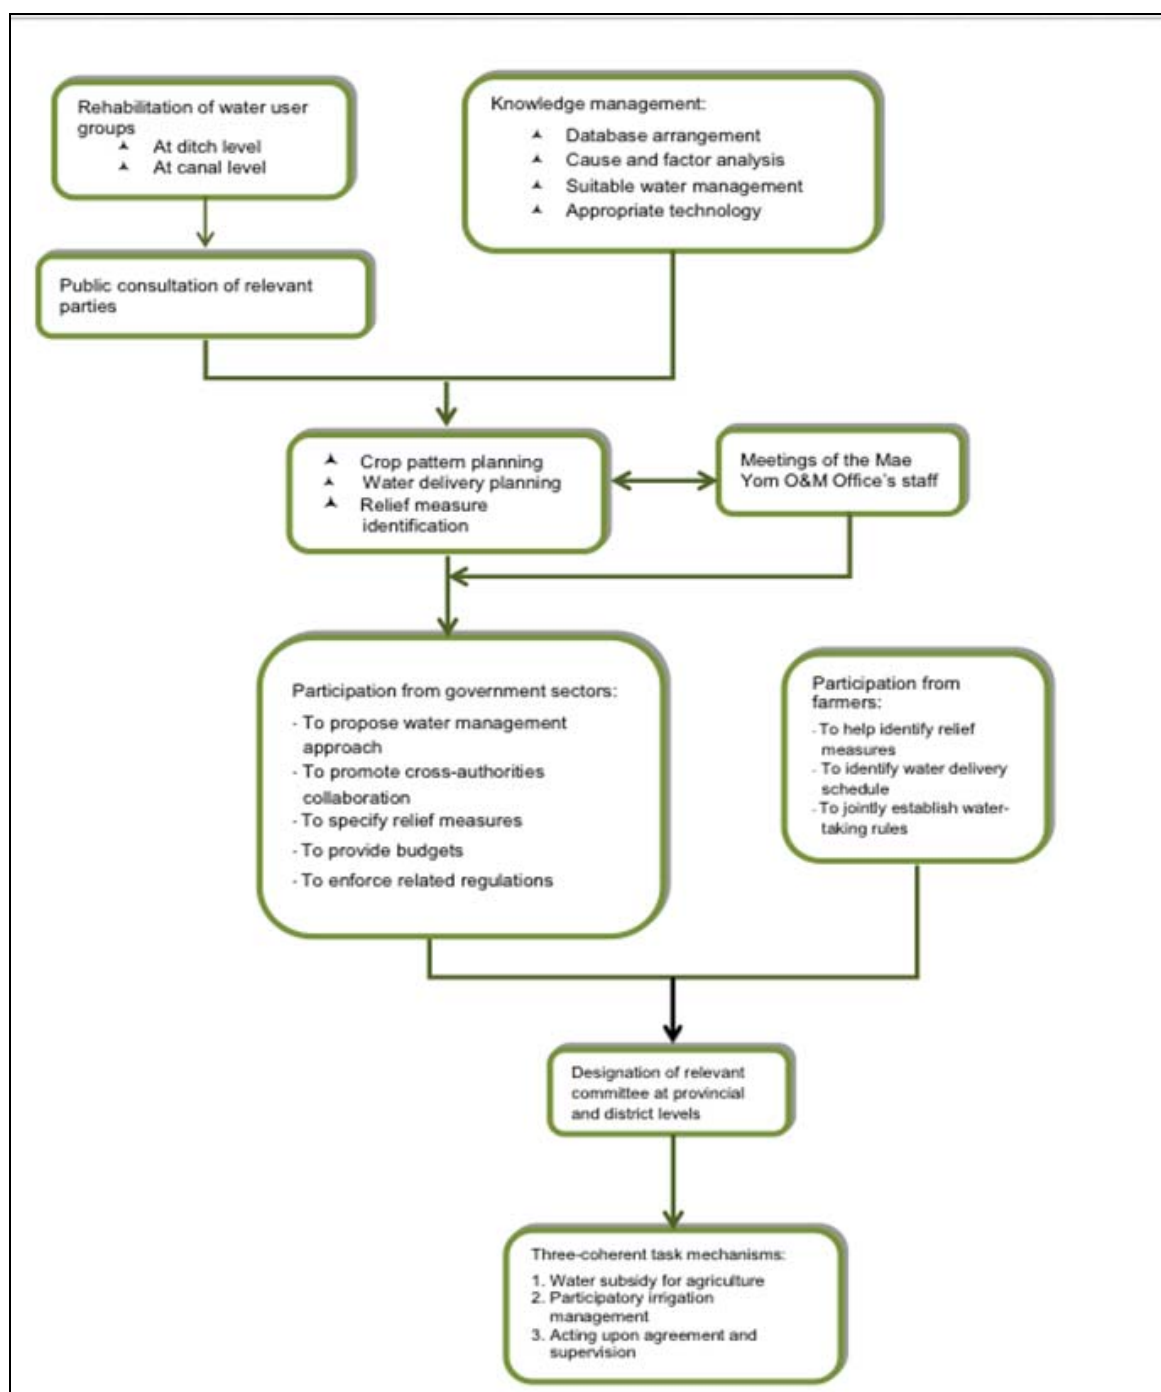 Rehabilitation of water user
groups
At ditch level
At canal level
Knowledge management:
Database arrangement
Cause and factor analysis
Suitable water management
Appropriate technology
Public consultation of relevant
parties
Crop pattern planning
Water delivery planning
Relief measure
identification
Meetings of the Mae
Yom O&M Office's staff
Participation from government sectors:
- To propose water management
approach
- To promote cross-authorities
collaboration
- To specify relief measures
- To provide budgets
- To enforce related regulations
Participation from
farmers:
- To help identify relief
measures
- To identify water delivery
schedule
- To jointly establish water-
taking rules
Designation of relevant
committee at provincial
and district levels
Three-coherent task mechanisms:
1. Water subsidy for agriculture
2. Participatory irrigation
management
3. Acting upon agreement and
supervision